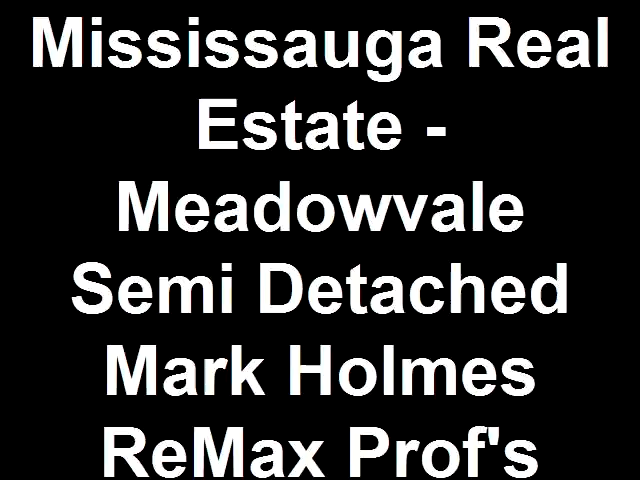 Mississauga Real
Estate -
Meadowvale
Semi Detached
Mark Holmes
ReMax Prof's